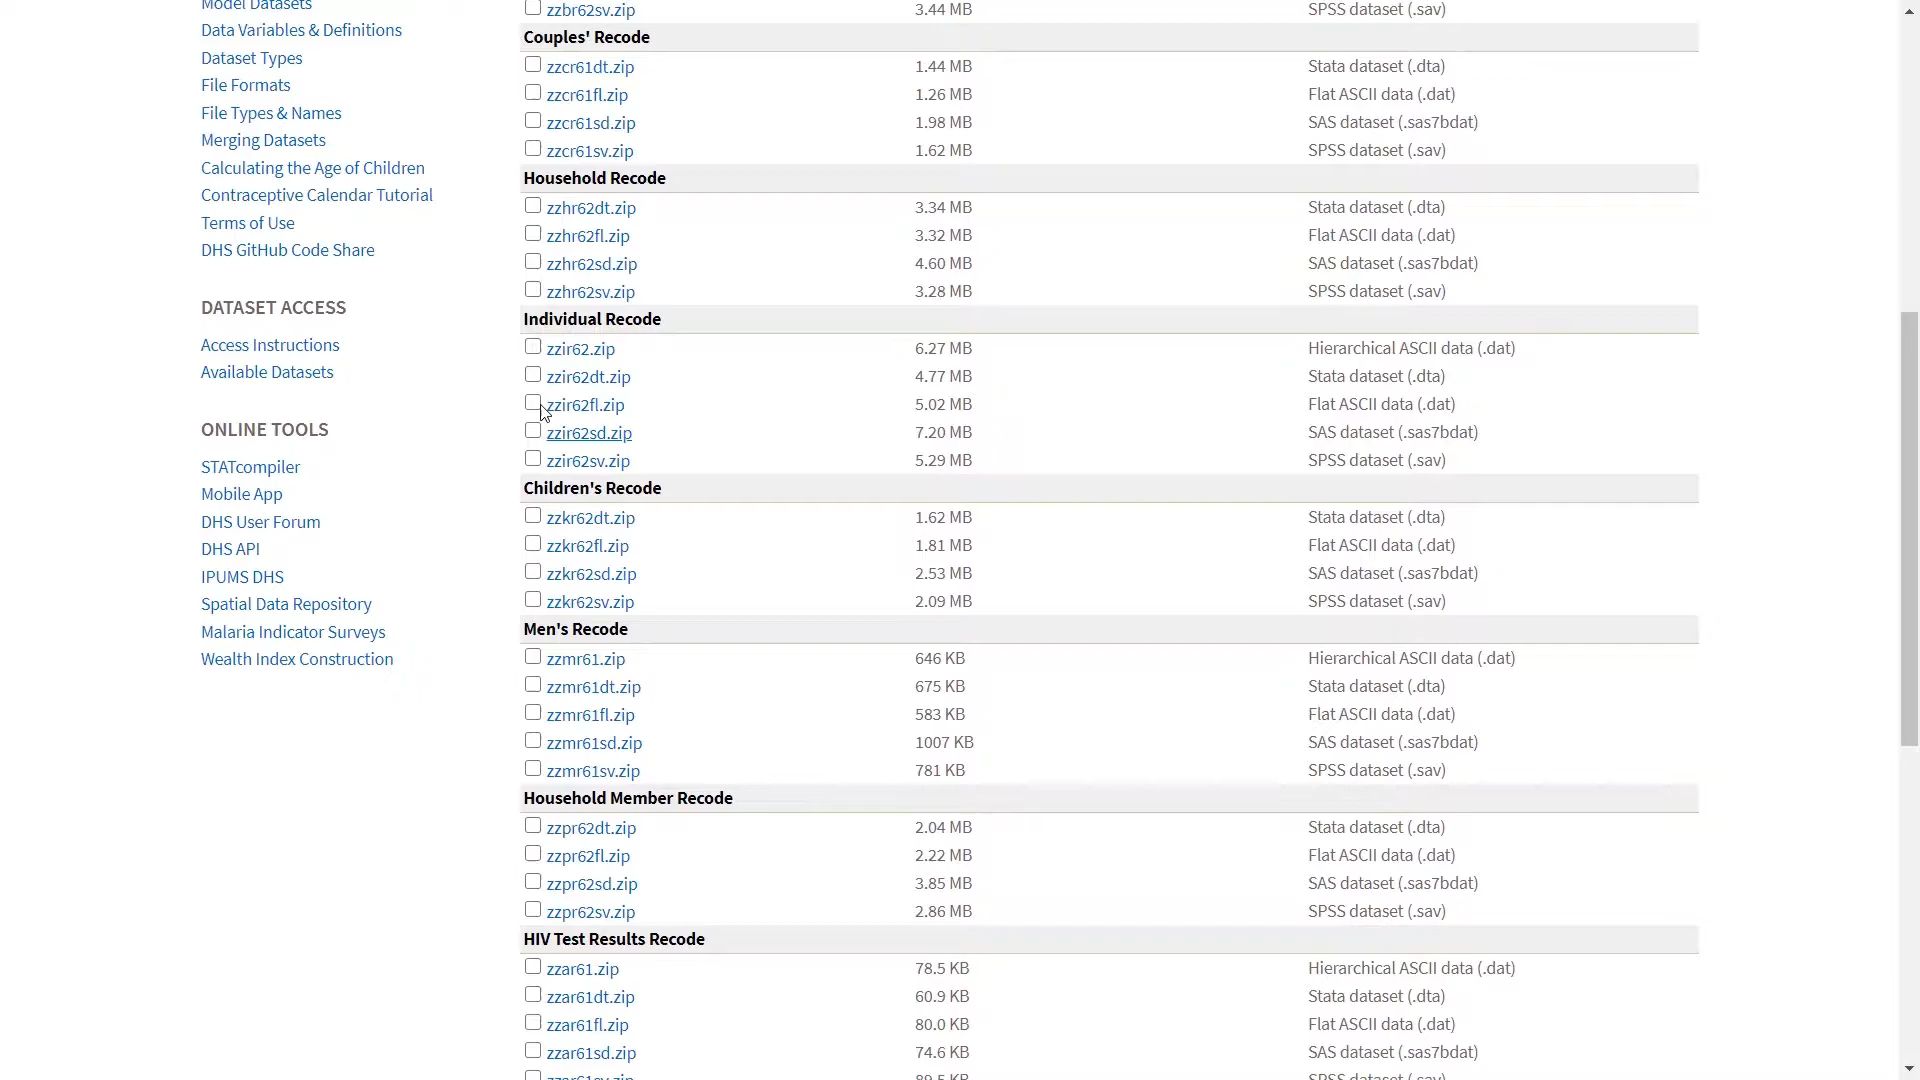 Model Datasets
Data Variables & Definitions
Dataset Types
File Formats
File Types & Names
Merging Datasets
Calculating the Age of Children
Contraceptive Calendar Tutorial
Terms of Use
DHS GitHub Code Share
DATASET ACCESS
Access Instructions
Available Datasets
ONLINE TOOLS
STATcompiler
Mobile App
DHS User Forum
DHS API
IPUMS DHS
Spatial Data Repository
Malaria Indicator Surveys
Wealth Index Construction
zzbr62sv.zip 3.44 MB SPSS dataset (.sav)
Couples' Recode
zzcr61dt.zip 1.44 MB Stata dataset (.dta)
zzcr61fl.zip 1.26 MB Flat ASCII data (.dat)
zzcr61sd.zip 1.98 MB SAS dataset (.sas7bdat)
zzcr61sv.zip 1.62 MB SPSS dataset (.sav)
Household Recode
zzhr62dt.zip 3.34 MB Stata dataset (.dta)
zzhr62fl.zip 3.32 MB Flat ASCII data (.dat)
zzhr62sd.zip 4.60 MB SAS dataset (.sas7bdat)
zzhr62sv.zip 3.28 MB SPSS dataset (.sav)
Individual Recode
zzir62.zip 6.27 MB Hierarchical ASCII data (.dat)
zzir62dt.zip 4.77 MB Stata dataset (.dta)
zzir62fl.zip 5.02 MB Flat ASCII data (.dat)
zzir62sd.zip 7.20 MB SAS dataset (.sas7bdat)
zzir62sv.zip 5.29 MB SPSS dataset (.sav)
Children's Recode
zzkr62dt.zip 1.62 MB Stata dataset (.dta)
zzkr62fl.zip 1.81 MB Flat ASCII data (.dat)
zzkr62sd.zip 2.53 MB SAS dataset (.sas7bdat)
zzkr62sv.zip 2.09 MB SPSS dataset (.sav)
Men's Recode
zzmr61.zip 646 KB Hierarchical ASCII data (.dat)
zzmr61dt.zip 675 KB Stata dataset (.dta)
zzmr61fl.zip 583 KB Flat ASCII data (.dat)
zzmr61sd.zip 1007 KB SAS dataset (.sas7bdat)
zzmr61sv.zip 781 KB SPSS dataset (.sav)
Household Member Recode
zzpr62dt.zip 2.04 MB Stata dataset (.dta)
zzpr62fl.zip 2.22 MB Flat ASCII data (.dat)
zzpr62sd.zip 3.85 MB SAS dataset (.sas7bdat)
zzpr62sv.zip 2.86 MB SPSS dataset (.sav)
HIV Test Results Recode
zzar61.zip 78.5 KB Hierarchical ASCII data (.dat)
zzar61dt.zip 60.9 KB Stata dataset (.dta)
zzar61fl.zip 80.0 KB Flat ASCII data (.dat)
zzar61sd.zip 74.6 KB SAS dataset (.sas7bdat)
zzar61sv.zip 89.5 KB SPSS dataset (.sav)